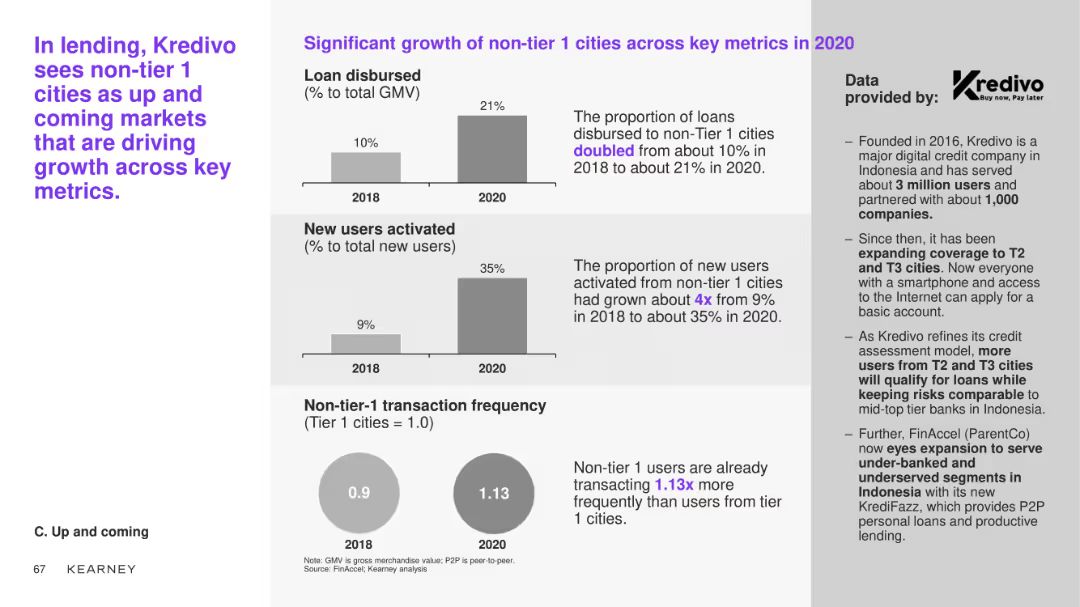 In lending, Kredivo
sees non-tier 1
cities as up and
coming markets
that are driving
growth across key
metrics.
C. Up and coming
67 KEARNEY
Significant growth of non-tier 1 cities across key metrics in 2020
Loan disbursed
(% to total GMV)
10%
21%
2018
2020
The proportion of loans
disbursed to non-Tier 1 cities
doubled from about 10% in
2018 to about 21% in 2020.
New users activated
(% to total new users)
9%
35%
2018
2020
The proportion of new users
activated from non-tier 1 cities
had grown about 4x from 9%
in 2018 to about 35% in 2020.
Non-tier-1 transaction frequency
(Tier 1 cities = 1.0)
0.9
1.13
2018
2020
Non-tier 1 users are already
transacting 1.13x more
frequently than users from tier
1 cities.
Note: GMV is gross merchandise value; P2P is peer-to-peer.
Source: FinAccel; Kearney analysis
Data
provided by:
Kredivo
Buy now, Pay later
– Founded in 2016, Kredivo is a
major digital credit company in
Indonesia and has served
about 3 million users and
partnered with about 1,000
companies.
– Since then, it has been
expanding coverage to T2
and T3 cities. Now everyone
with a smartphone and access
to the Internet can apply for a
basic account.
– As Kredivo refines its credit
assessment model, more
users from T2 and T3 cities
will qualify for loans while
keeping risks comparable to
mid-top tier banks in Indonesia.
– Further, FinAccel (ParentCo)
now eyes expansion to serve
under-banked and
underserved segments in
Indonesia with its new
KrediFazz, which provides P2P
personal loans and productive
lending.